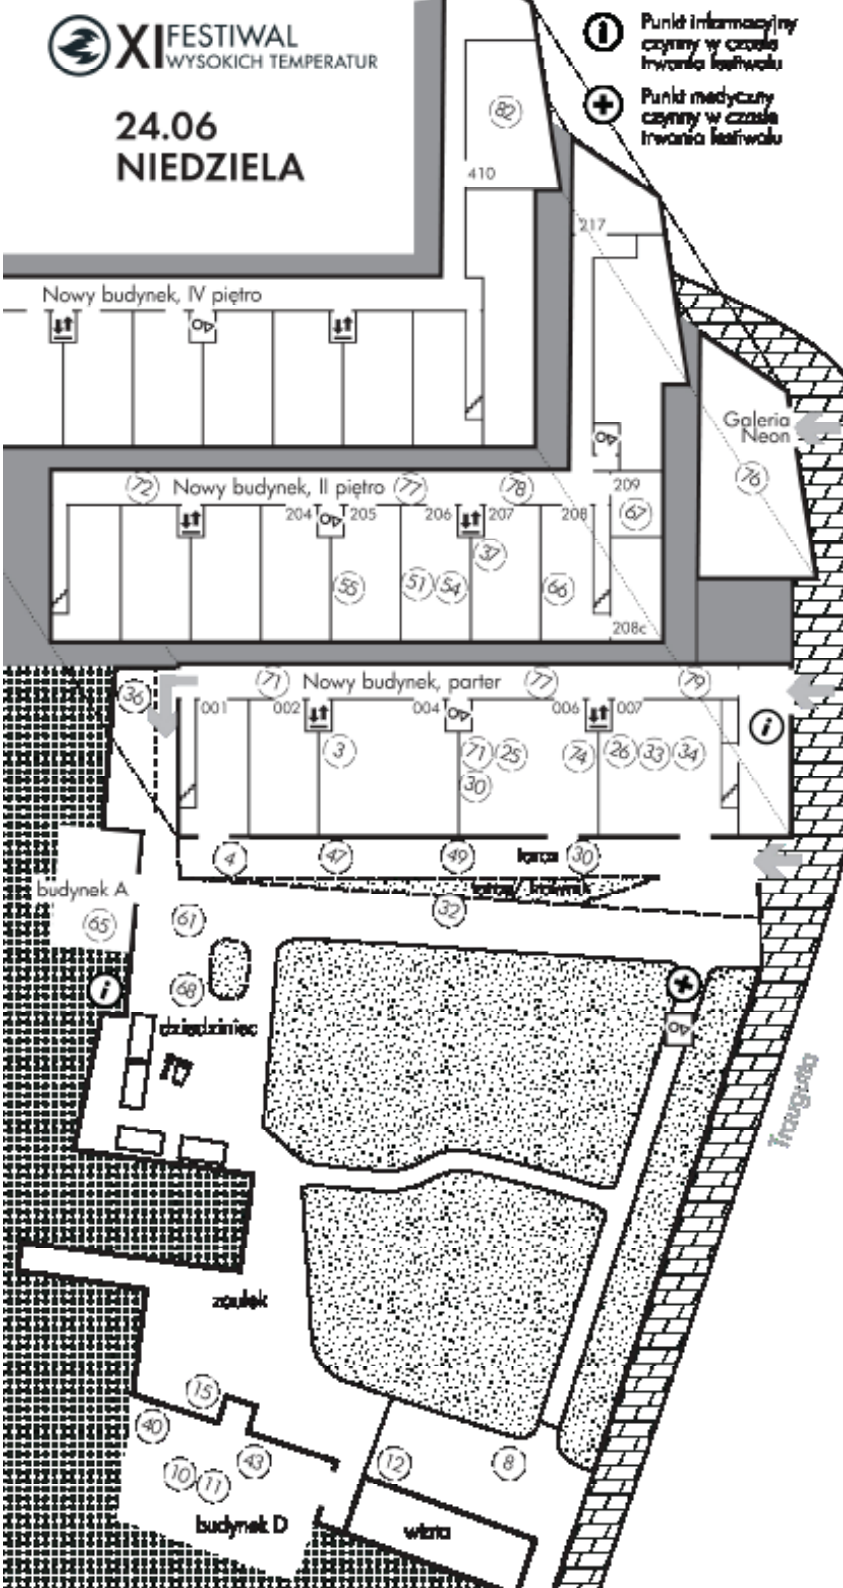 XI FESTIWAL
WYSOKICH TEMPERATUR
24.06
NIEDZIELA
i Punkt informacyjny
czynny w czasie
trwania festiwalu
+ Punkt medyczny
czynny w czasie
trwania festiwalu
82
410
217
Nowy budynek, IV piętro
Galeria
Neon
76
72 Nowy budynek, II piętro 77 78
209
67
204 205 206 207 208
37
55 51 54 66
208c
36 71 Nowy budynek, parter 77 79
001 002 004 006 007
i
3 71 25 74 26 33 34
30
4 47 49 taras 30
budynek A
65 61 32
i 68
dziedziniec
+
Traugutta
zaułek
15
40
10 11 43 12 8
budynek D wiata